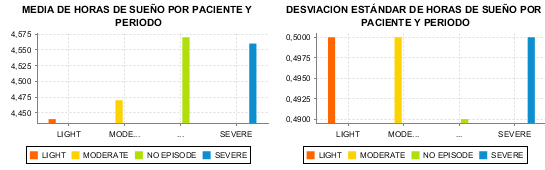 MEDIA DE HORAS DE SUEÑO POR PACIENTE Y
PERIODO
4,575
4,550
4,525
4,500
4,475
4,450
LIGHT MODE... ... SEVERE
LIGHT MODERATE NO EPISODE SEVERE
DESVIACION ESTÁNDAR DE HORAS DE SUEÑO POR
PACIENTE Y PERIODO
0,5000
0,4975
0,4950
0,4925
0,4900
LIGHT MODE... ... SEVERE
LIGHT MODERATE NO EPISODE SEVERE